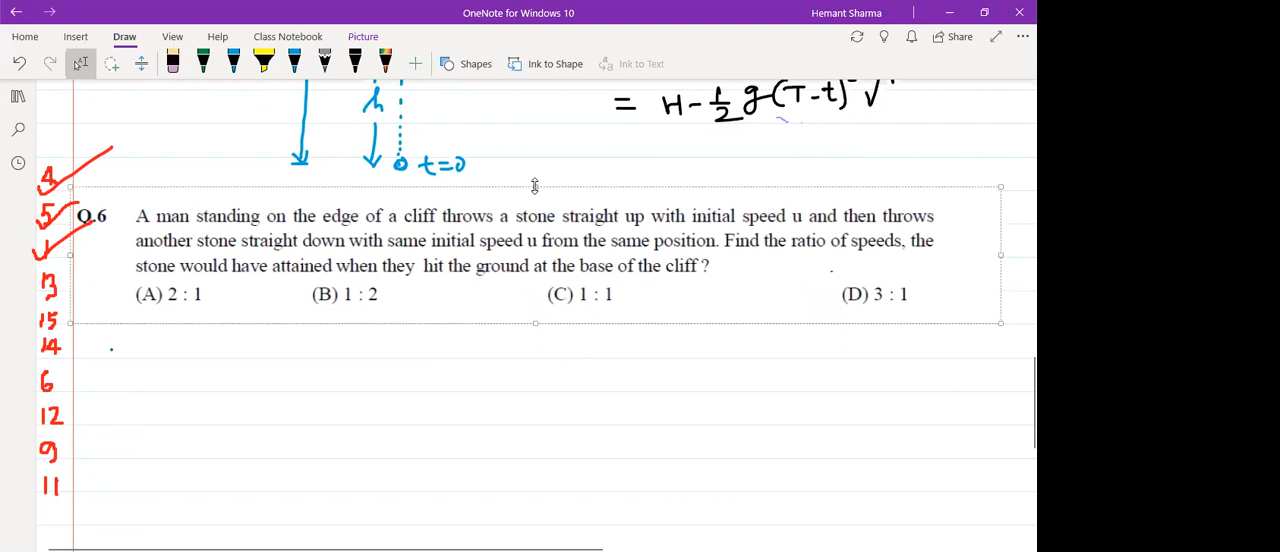 OneNote for Windows 10
Hemant Sharma
Home Insert Draw View Help Class Notebook Picture
Share
Shapes Ink to Shape Ink to Text
h
t=0
= H - 1/2 g (T-t)² √
4
5
1
13
15
14
6
12
9
11
Q.6 A man standing on the edge of a cliff throws a stone straight up with initial speed u and then throws
another stone straight down with same initial speed u from the same position. Find the ratio of speeds, the
stone would have attained when they hit the ground at the base of the cliff ?
(A) 2 : 1 (B) 1 : 2 (C) 1 : 1 (D) 3 : 1